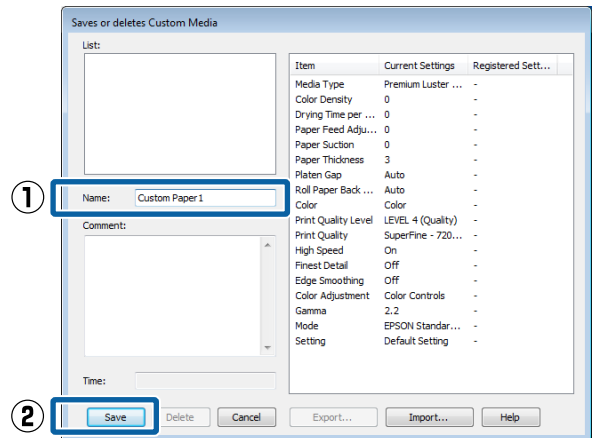 Saves or deletes Custom Media
List:
Item Current Settings Registered Sett...
Media Type Premium Luster ... -
Color Density 0 -
Drying Time per ... 0 -
Paper Feed Adju... 0 -
Paper Suction 0 -
Paper Thickness 3 -
Platen Gap Auto -
Roll Paper Back ... Auto -
Color Color -
Print Quality Level LEVEL 4 (Quality) -
Print Quality SuperFine - 720... -
High Speed On -
Finest Detail Off -
Edge Smoothing Off -
Color Adjustment Color Controls -
Gamma 2.2 -
Mode EPSON Standar... -
Setting Default Setting -
① Name: Custom Paper1
Comment:
Time:
② Save Delete Cancel Export... Import... Help